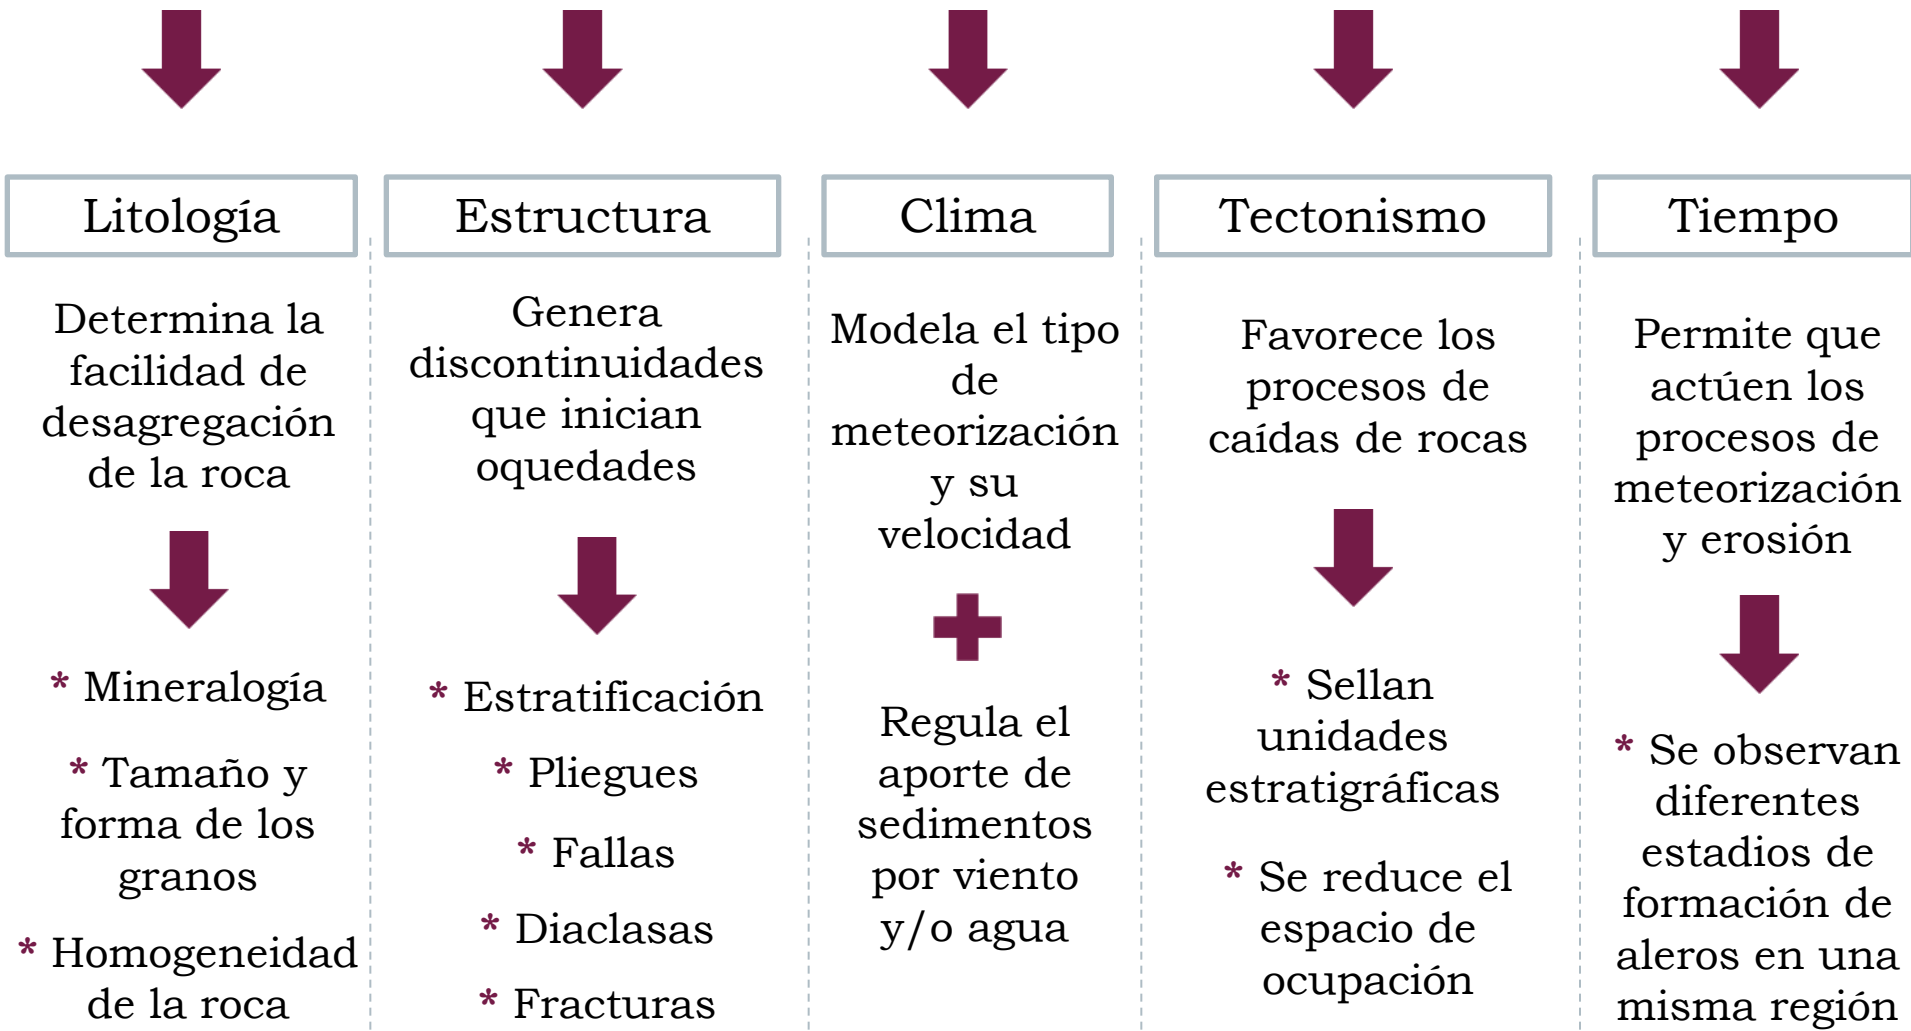 Litología
Determina la
facilidad de
desagregación
de la roca
* Mineralogía
* Tamaño y
forma de los
granos
* Homogeneidad
de la roca
Estructura
Genera
discontinuidades
que inician
oquedades
* Estratificación
* Pliegues
* Fallas
* Diaclasas
* Fracturas
Clima
Modela el tipo
de
meteorización
y su
velocidad
Regula el
aporte de
sedimentos
por viento
y/o agua
Tectonismo
Favorece los
procesos de
caídas de rocas
* Sellan
unidades
estratigráficas
* Se reduce el
espacio de
ocupación
Tiempo
Permite que
actúen los
procesos de
meteorización
y erosión
* Se observan
diferentes
estadios de
formación de
aleros en una
misma región